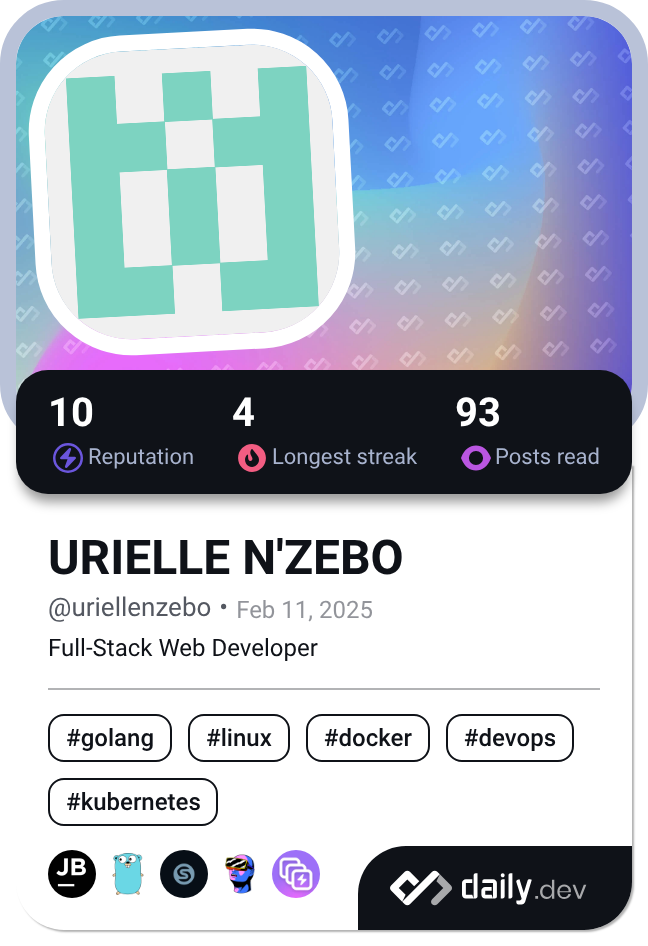 10 4 93
Reputation Longest streak Posts read
URIELLE N'ZEBO
@uriellenzebo • Feb 11, 2025
Full-Stack Web Developer
#golang #linux #docker #devops
#kubernetes
JB
S
daily.dev